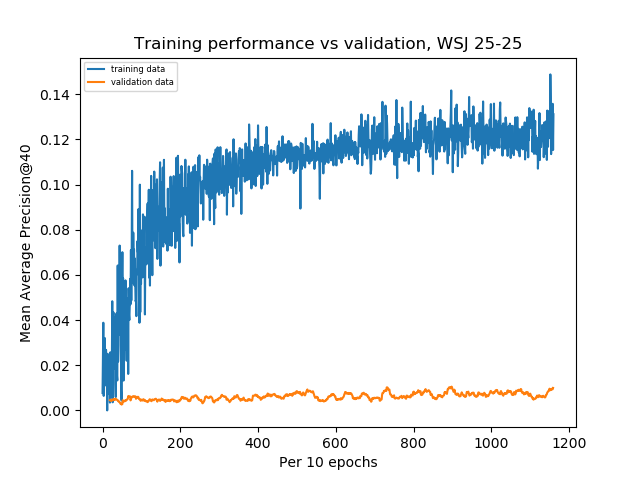 Training performance vs validation, WSJ 25-25
training data
validation data
Mean Average Precision@40
0.14
0.12
0.10
0.08
0.06
0.04
0.02
0.00
0 200 400 600 800 1000 1200
Per 10 epochs